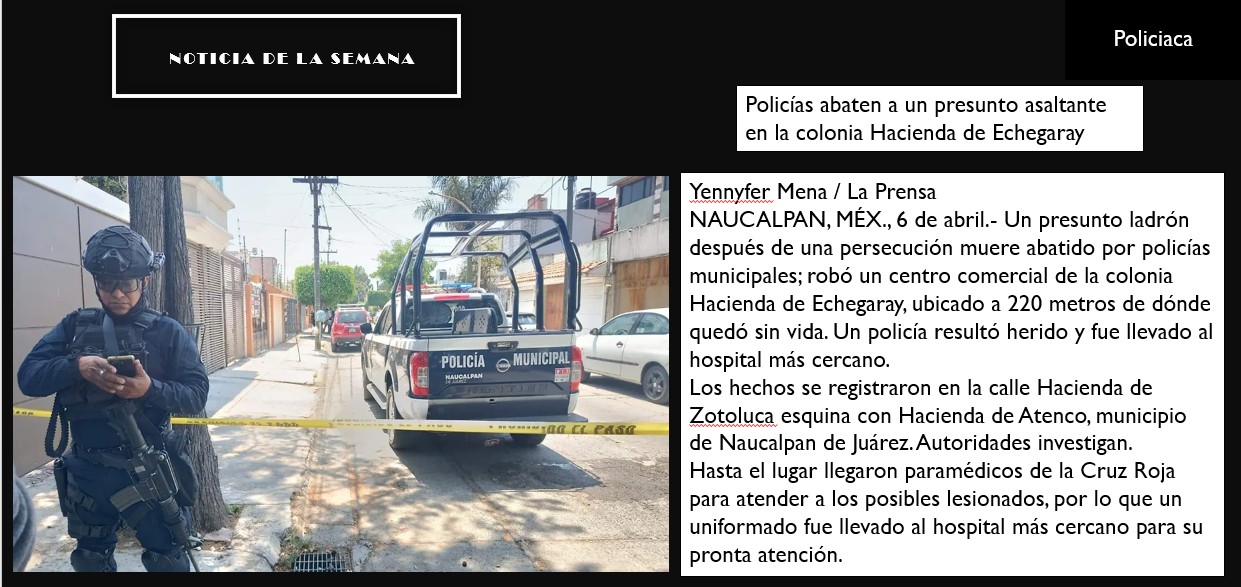 NOTICIA DE LA SEMANA
Policiaca
Policías abaten a un presunto asaltante
en la colonia Hacienda de Echegaray
Yennyfer Mena / La Prensa
NAUCALPAN, MÉX., 6 de abril.- Un presunto ladrón
después de una persecución muere abatido por policías
municipales; robó un centro comercial de la colonia
Hacienda de Echegaray, ubicado a 220 metros de dónde
quedó sin vida. Un policía resultó herido y fue llevado al
hospital más cercano.
Los hechos se registraron en la calle Hacienda de
Zotoluca esquina con Hacienda de Atenco, municipio
de Naucalpan de Juárez. Autoridades investigan.
Hasta el lugar llegaron paramédicos de la Cruz Roja
para atender a los posibles lesionados, por lo que un
uniformado fue llevado al hospital más cercano para su
pronta atención.
POLICÍA MUNICIPAL
NAUCALPAN
DE JUÁREZ
EL PASO